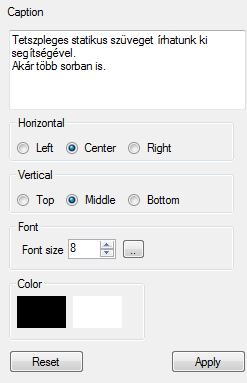 Caption
Tetszpleges statikus szüveget írhatunk ki
segítségével.
Akár több sorban is.
Horizontal
Left Center Right
Vertical
Top Middle Bottom
Font
Font size 8 ..
Color
Reset Apply